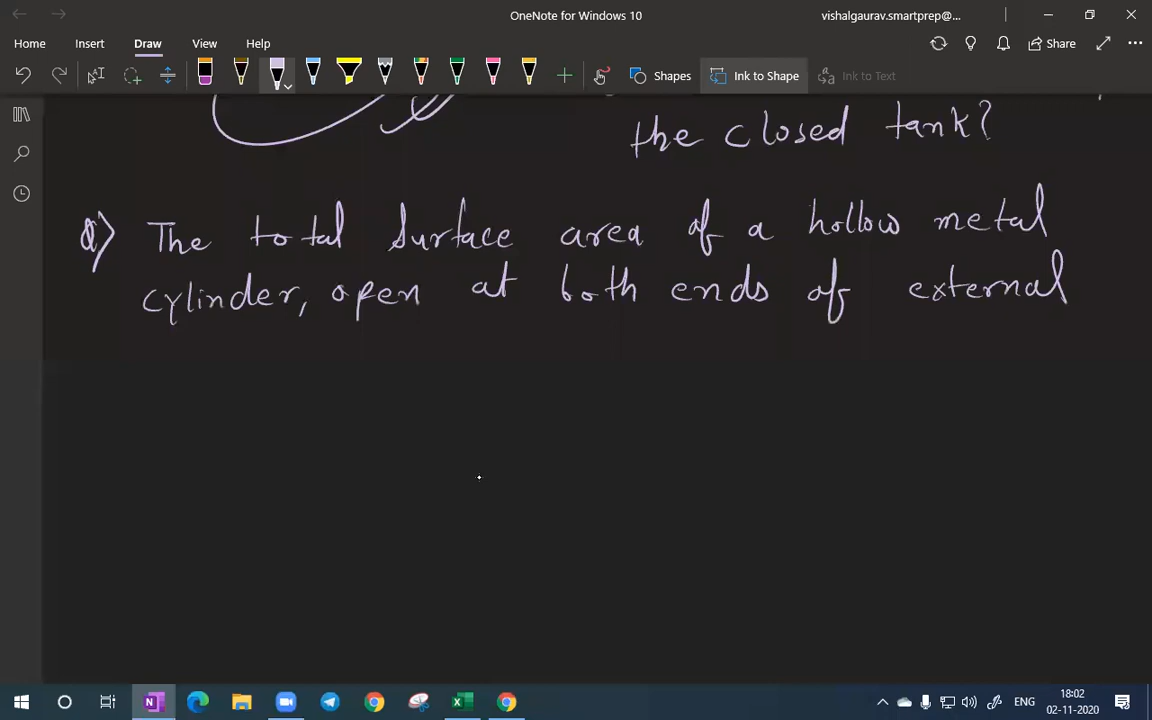 OneNote for Windows 10
vishalgaurav.smartprep@...
Home Insert Draw View Help
Share
Shapes
Ink to Shape
Ink to Text
the closed tank?
Q) The total surface area of a hollow metal
cylinder, open at both ends of external
ENG
18:02
02-11-2020